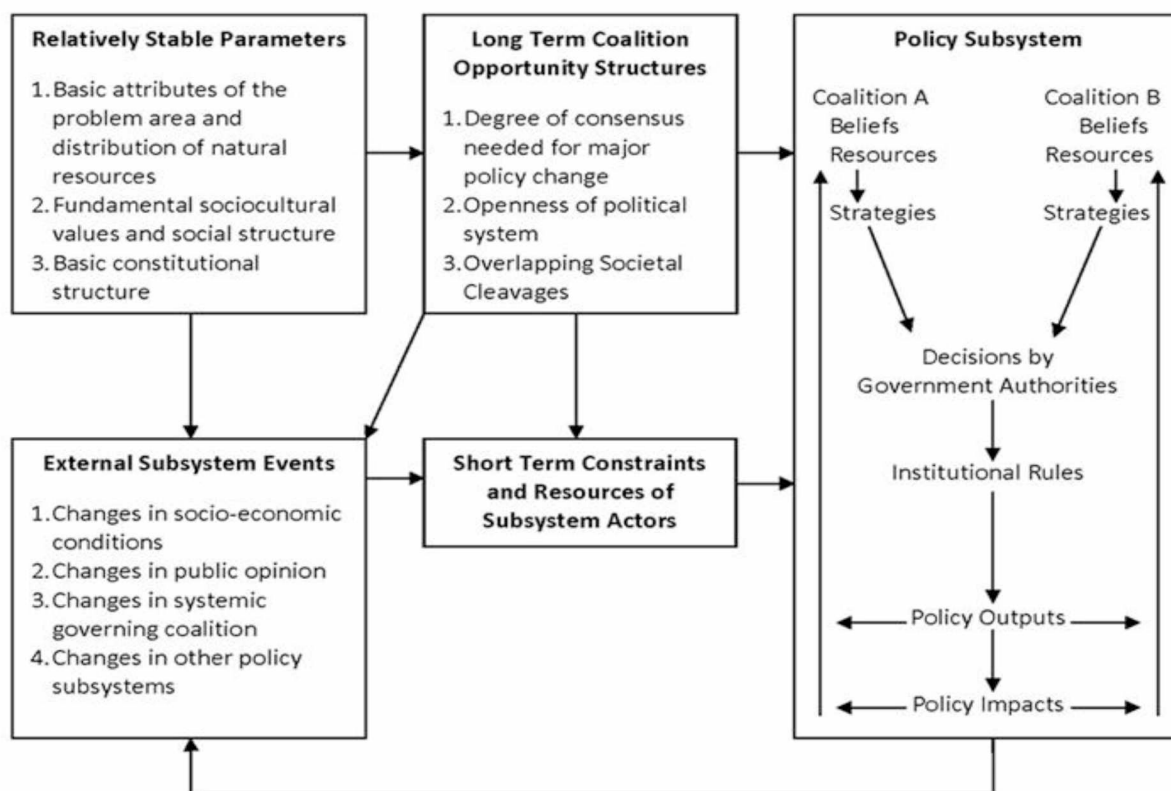 Relatively Stable Parameters
1. Basic attributes of the
problem area and
distribution of natural
resources
2. Fundamental sociocultural
values and social structure
3. Basic constitutional
structure
Long Term Coalition
Opportunity Structures
1. Degree of consensus
needed for major
policy change
2. Openness of political
system
3. Overlapping Societal
Cleavages
External Subsystem Events
1. Changes in socio-economic
conditions
2. Changes in public opinion
3. Changes in systemic
governing coalition
4. Changes in other policy
subsystems
Short Term Constraints
and Resources of
Subsystem Actors
Policy Subsystem
Coalition A
Beliefs
Resources
Strategies
Coalition B
Beliefs
Resources
Strategies
Decisions by
Government Authorities
Institutional Rules
Policy Outputs
Policy Impacts